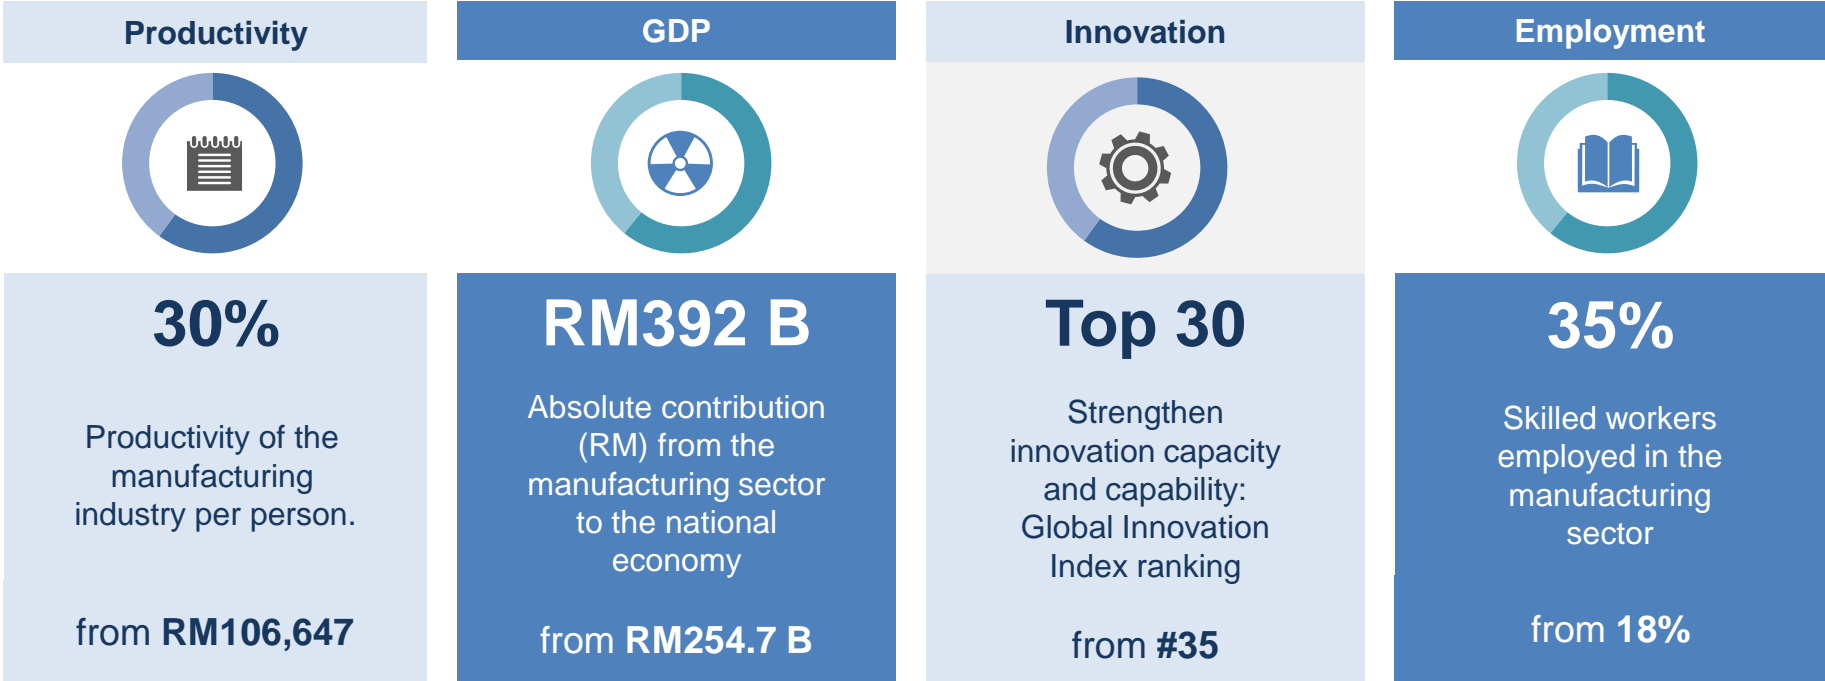 Productivity
30%
Productivity of the
manufacturing
industry per person.
from RM106,647
GDP
RM392 B
Absolute contribution
(RM) from the
manufacturing sector
to the national
economy
from RM254.7 B
Innovation
Top 30
Strengthen
innovation capacity
and capability:
Global Innovation
Index ranking
from #35
Employment
35%
Skilled workers
employed in the
manufacturing
sector
from 18%